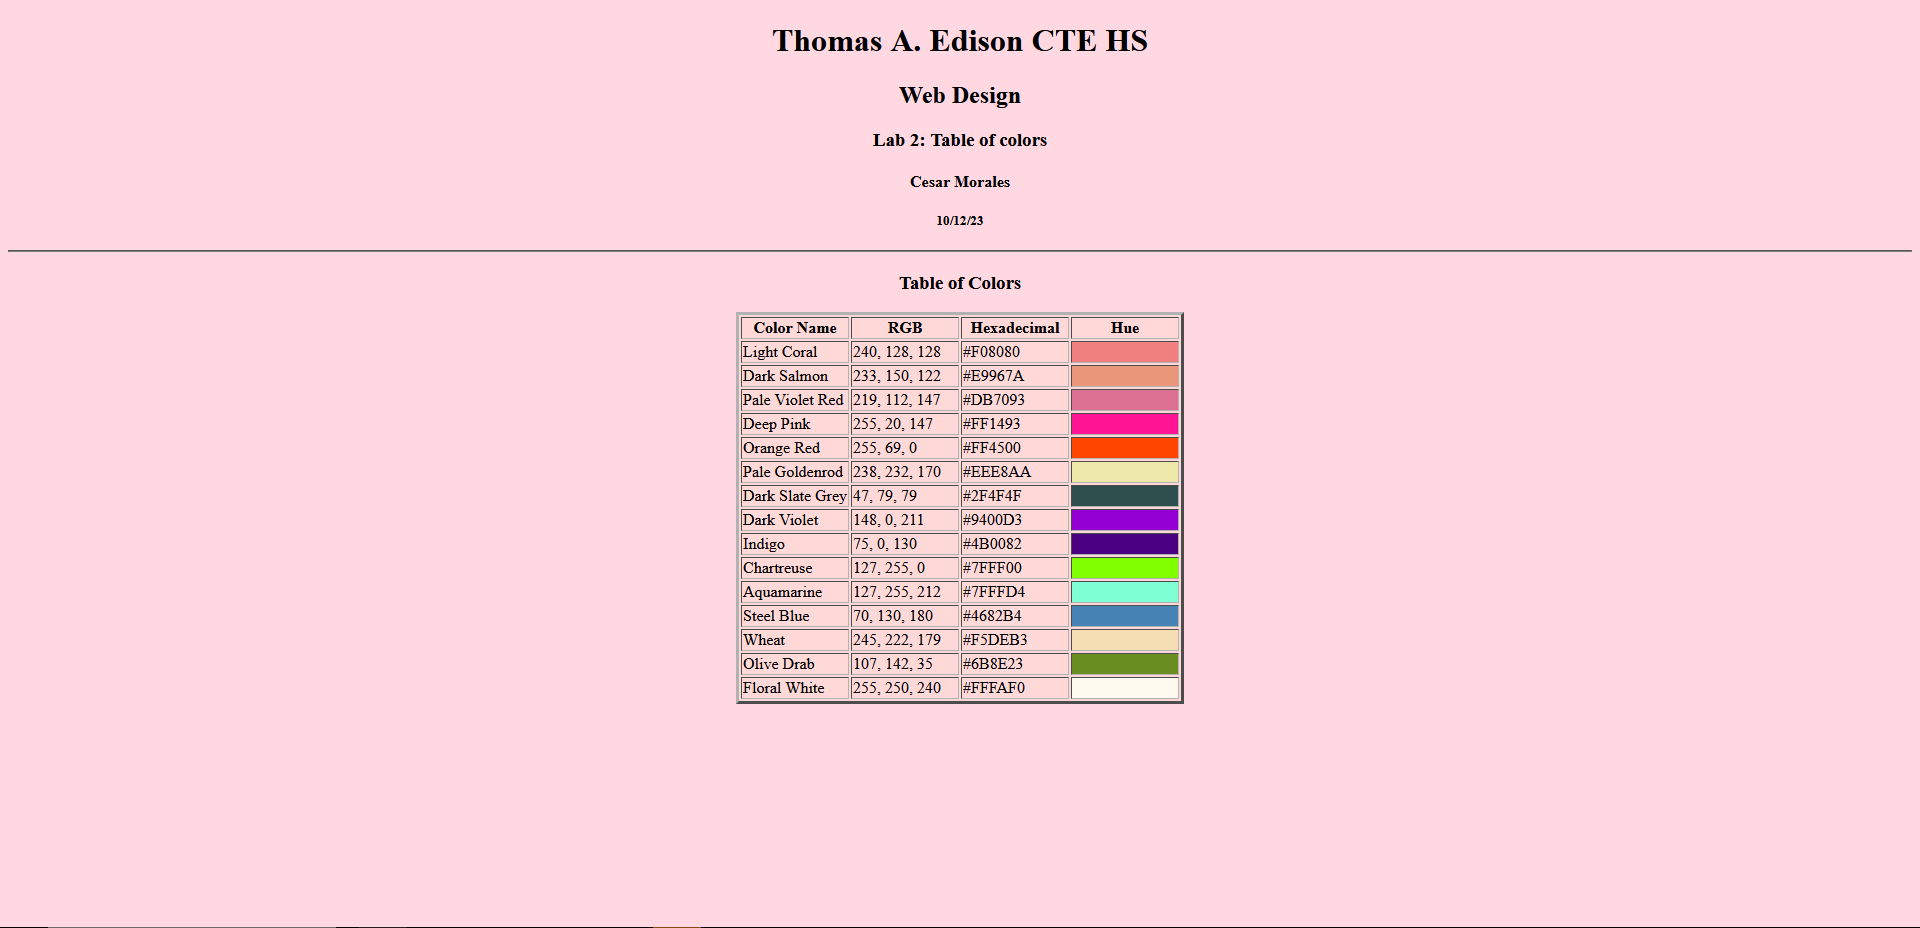 Thomas A. Edison CTE HS
Web Design
Lab 2: Table of colors
Cesar Morales
10/12/23
Table of Colors
Color Name RGB Hexadecimal Hue
Light Coral 240, 128, 128 #F08080
Dark Salmon 233, 150, 122 #E9967A
Pale Violet Red 219, 112, 147 #DB7093
Deep Pink 255, 20, 147 #FF1493
Orange Red 255, 69, 0 #FF4500
Pale Goldenrod 238, 232, 170 #EEE8AA
Dark Slate Grey 47, 79, 79 #2F4F4F
Dark Violet 148, 0, 211 #9400D3
Indigo 75, 0, 130 #4B0082
Chartreuse 127, 255, 0 #7FFF00
Aquamarine 127, 255, 212 #7FFFD4
Steel Blue 70, 130, 180 #4682B4
Wheat 245, 222, 179 #F5DEB3
Olive Drab 107, 142, 35 #6B8E23
Floral White 255, 250, 240 #FFFAF0